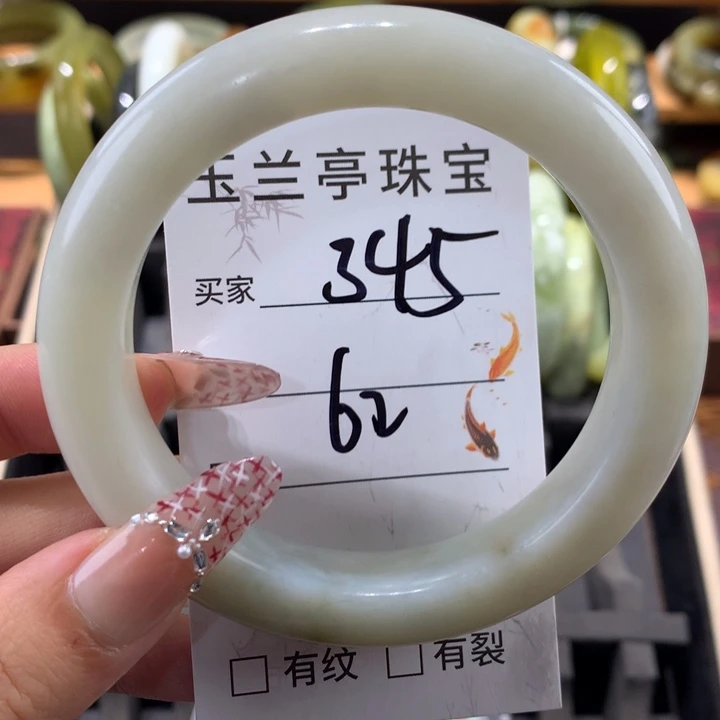 玉兰亭珠宝
买家 345
62
□ 有纹 □ 有裂